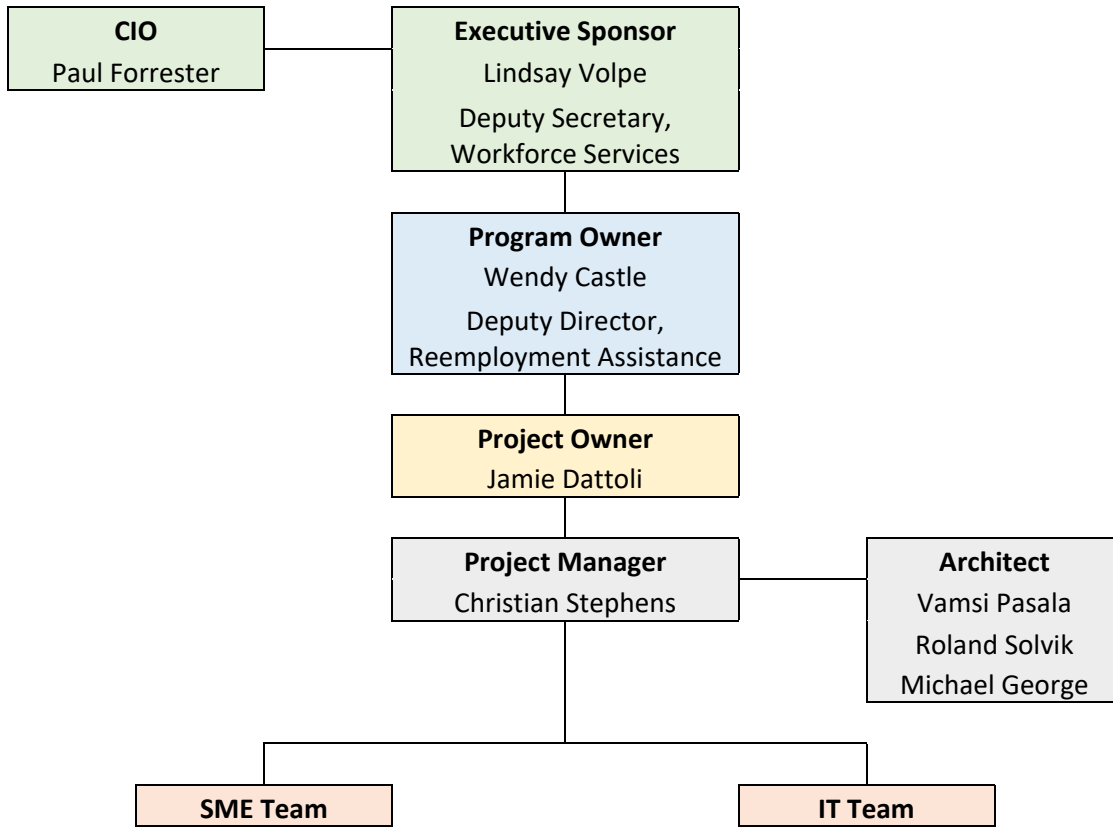 CIO
Paul Forrester
Executive Sponsor
Lindsay Volpe
Deputy Secretary,
Workforce Services
Program Owner
Wendy Castle
Deputy Director,
Reemployment Assistance
Project Owner
Jamie Dattoli
Project Manager
Christian Stephens
Architect
Vamsi Pasala
Roland Solvik
Michael George
SME Team
IT Team